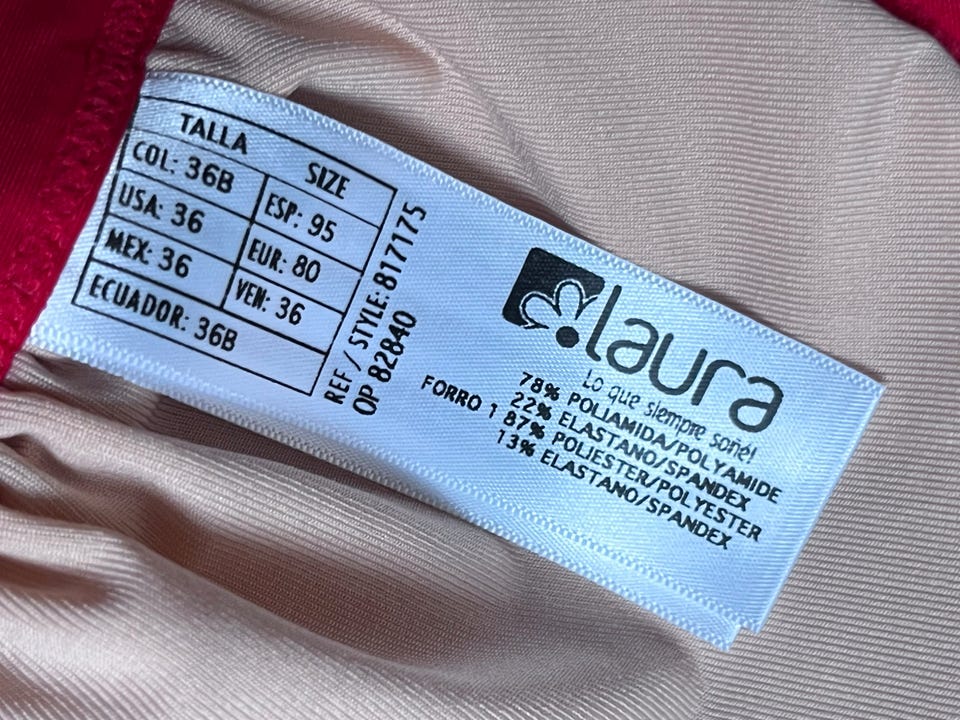 TALLA
SIZE
COL: 36B
ESP: 95
USA: 36
EUR: 80
MEX: 36
VEN: 36
ECUADOR: 36B
REF / STYLE: 817175
OP 82840
laura
Lo que siempre soñé!
78% POLIAMIDA/POLYAMIDE
22% ELASTANO/SPANDEX
FORRO 1 87% POLIESTER/POLYESTER
13% ELASTANO/SPANDEX